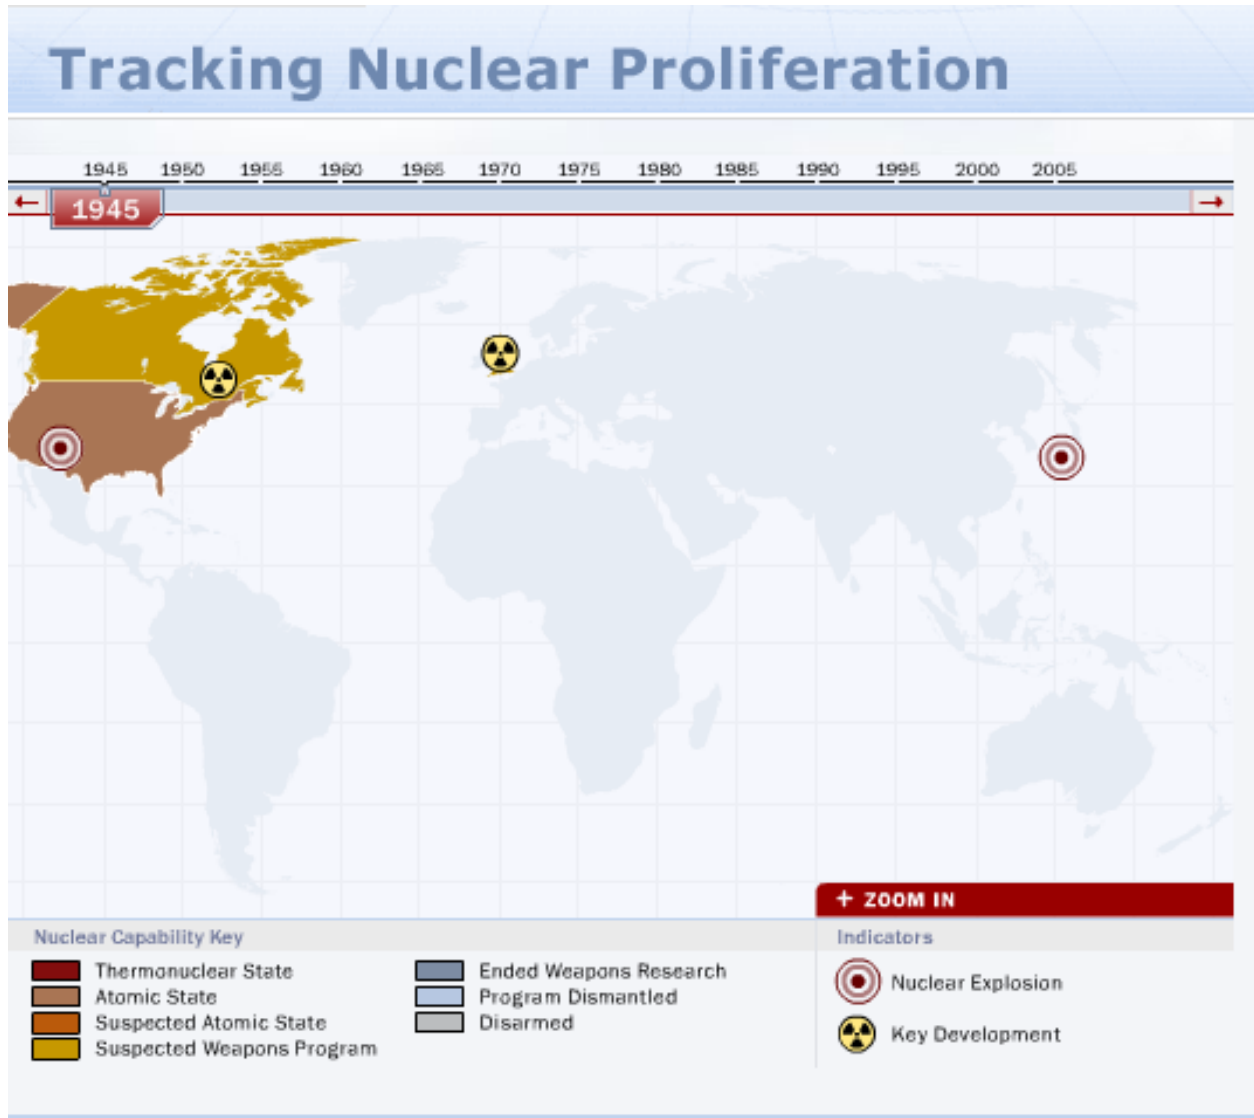 Tracking Nuclear Proliferation
1945 1950 1955 1960 1965 1970 1975 1980 1985 1990 1995 2000 2005
1945
+ ZOOM IN
Nuclear Capability Key
Thermonuclear State
Atomic State
Suspected Atomic State
Suspected Weapons Program
Ended Weapons Research
Program Dismantled
Disarmed
Indicators
Nuclear Explosion
Key Development